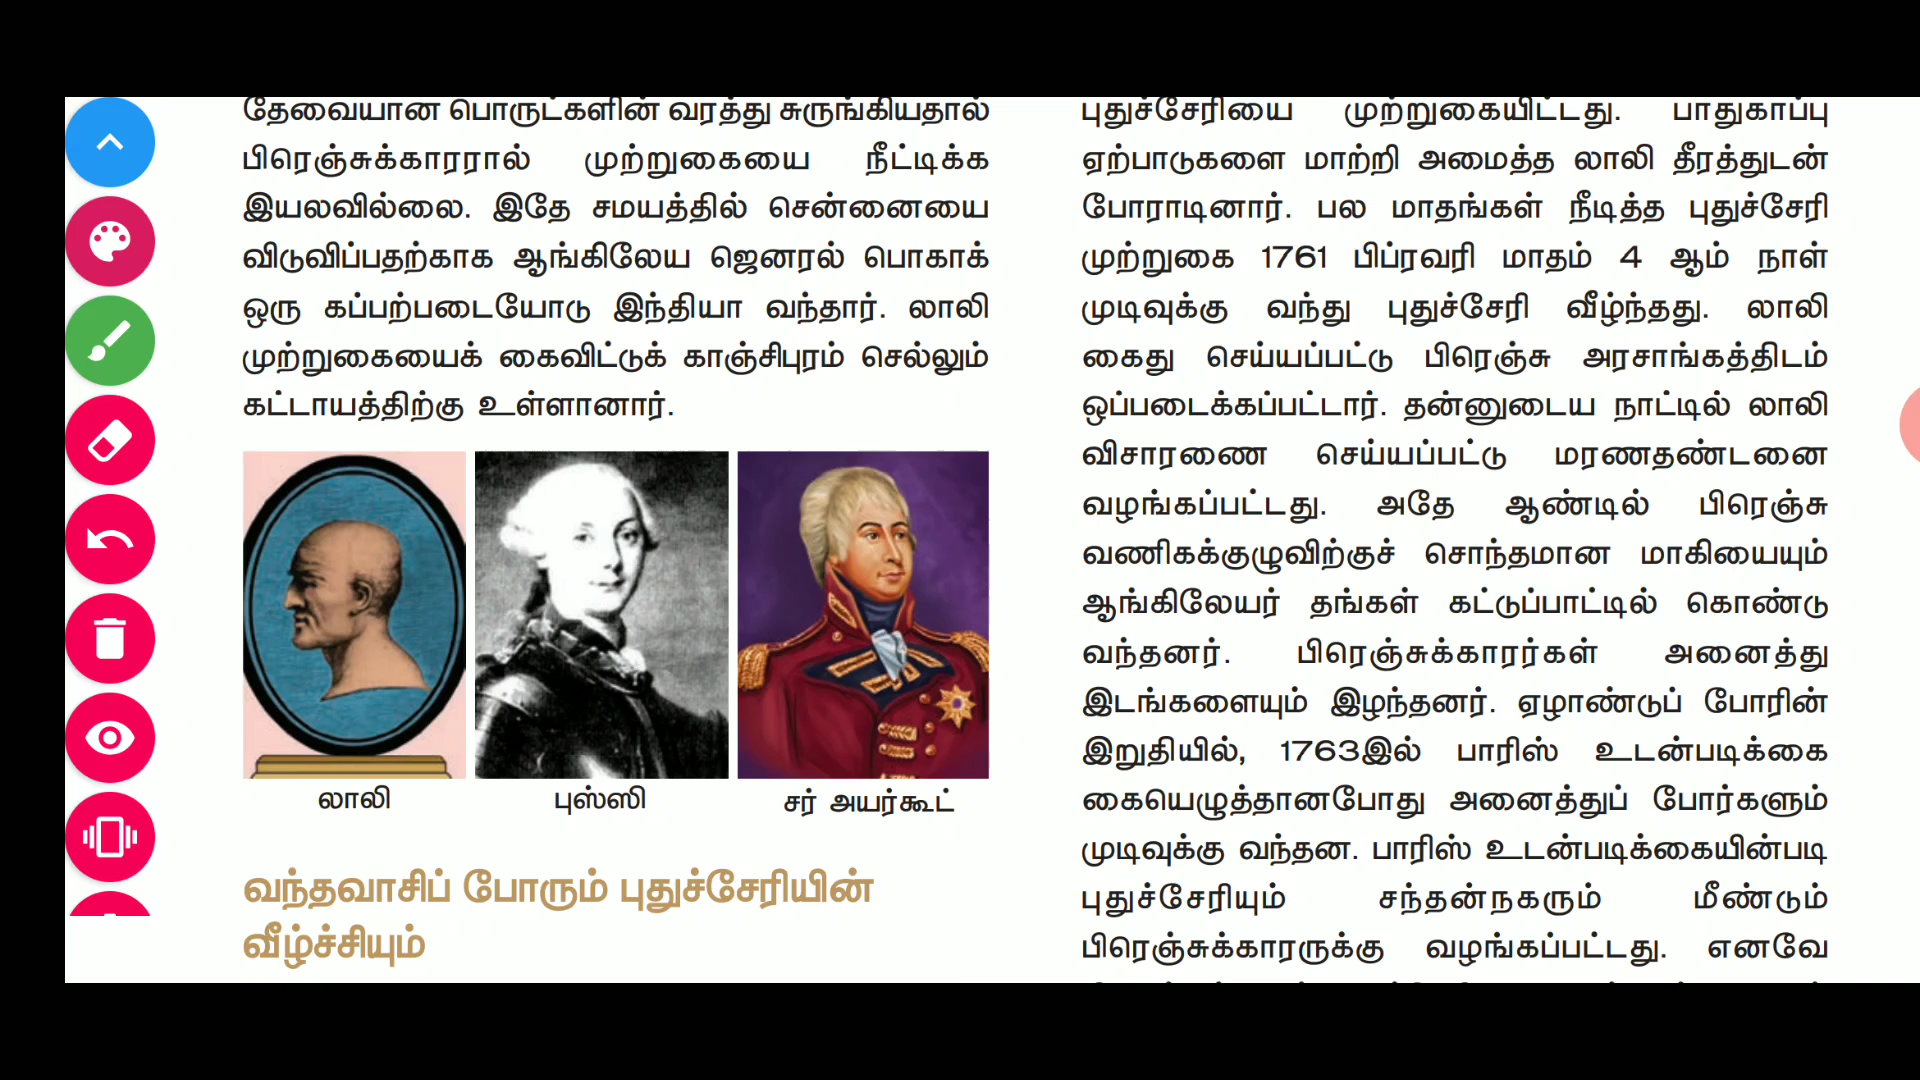 தேவையான பொருட்களின் வரத்து சுருங்கியதால்
பிரெஞ்சுக்காரரால் முற்றுகையை நீட்டிக்க
இயலவில்லை. இதே சமயத்தில் சென்னையை
விடுவிப்பதற்காக ஆங்கிலேய ஜெனரல் பொகாக்
ஒரு கப்பற்படையோடு இந்தியா வந்தார். லாலி
முற்றுகையைக் கைவிட்டுக் காஞ்சிபுரம் செல்லும்
கட்டாயத்திற்கு உள்ளானார்.
லாலி
புஸ்ஸி
சர் அயர்கூட்
வந்தவாசிப் போரும் புதுச்சேரியின்
வீழ்ச்சியும்
புதுச்சேரியை முற்றுகையிட்டது. பாதுகாப்பு
ஏற்பாடுகளை மாற்றி அமைத்த லாலி தீரத்துடன்
போராடினார். பல மாதங்கள் நீடித்த புதுச்சேரி
முற்றுகை 1761 பிப்ரவரி மாதம் 4 ஆம் நாள்
முடிவுக்கு வந்து புதுச்சேரி வீழ்ந்தது. லாலி
கைது செய்யப்பட்டு பிரெஞ்சு அரசாங்கத்திடம்
ஒப்படைக்கப்பட்டார். தன்னுடைய நாட்டில் லாலி
விசாரணை செய்யப்பட்டு மரணதண்டனை
வழங்கப்பட்டது. அதே ஆண்டில் பிரெஞ்சு
வணிகக்குழுவிற்குச் சொந்தமான மாகியையும்
ஆங்கிலேயர் தங்கள் கட்டுப்பாட்டில் கொண்டு
வந்தனர். பிரெஞ்சுக்காரர்கள் அனைத்து
இடங்களையும் இழந்தனர். ஏழாண்டுப் போரின்
இறுதியில், 1763இல் பாரிஸ் உடன்படிக்கை
கையெழுத்தானபோது அனைத்துப் போர்களும்
முடிவுக்கு வந்தன. பாரிஸ் உடன்படிக்கையின்படி
புதுச்சேரியும் சந்தன்நகரும் மீண்டும்
பிரெஞ்சுக்காரருக்கு வழங்கப்பட்டது. எனவே